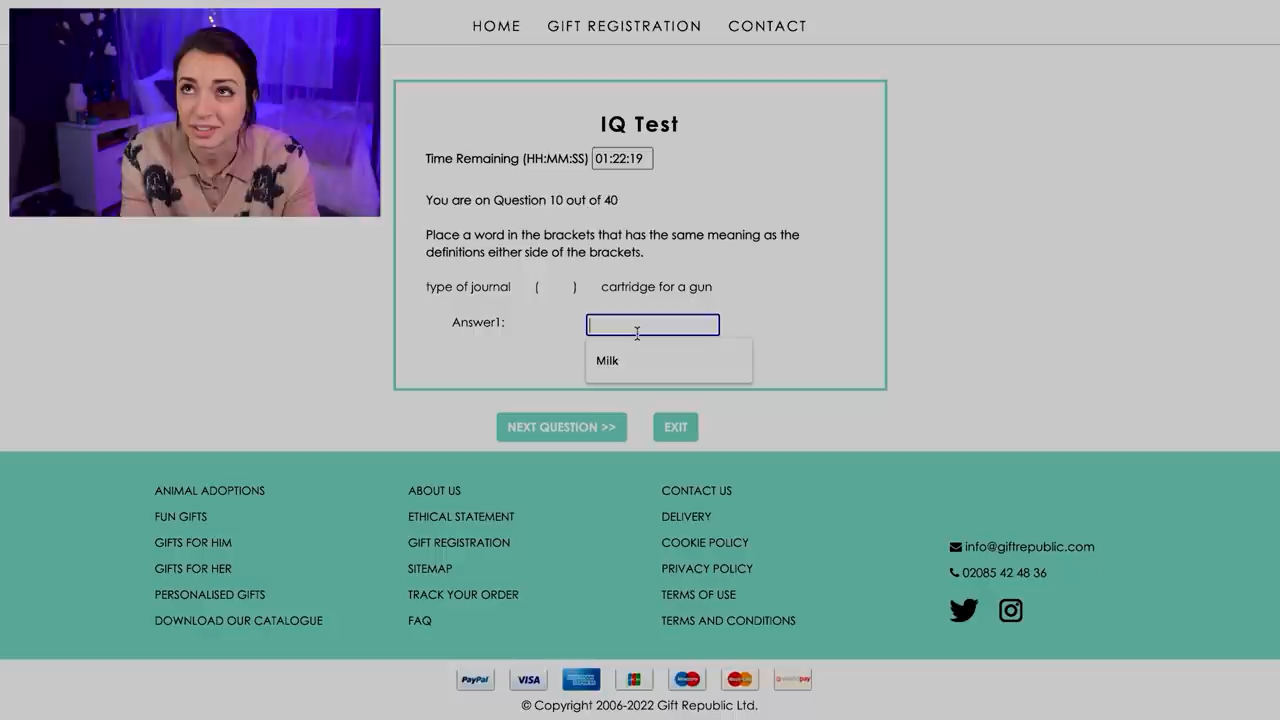 HOME GIFT REGISTRATION CONTACT
IQ Test
Time Remaining (HH:MM:SS) 01:22:19
You are on Question 10 out of 40
Place a word in the brackets that has the same meaning as the
definitions either side of the brackets.
type of journal ( ) cartridge for a gun
Answer1:
Milk
NEXT QUESTION >> EXIT
ANIMAL ADOPTIONS ABOUT US CONTACT US
FUN GIFTS ETHICAL STATEMENT DELIVERY
GIFTS FOR HIM GIFT REGISTRATION COOKIE POLICY
info@giftrepublic.com
GIFTS FOR HER SITEMAP PRIVACY POLICY
02085 42 48 36
PERSONALISED GIFTS TRACK YOUR ORDER TERMS OF USE
DOWNLOAD OUR CATALOGUE FAQ TERMS AND CONDITIONS
PayPal VISA JCB
© Copyright 2006-2022 Gift Republic Ltd.